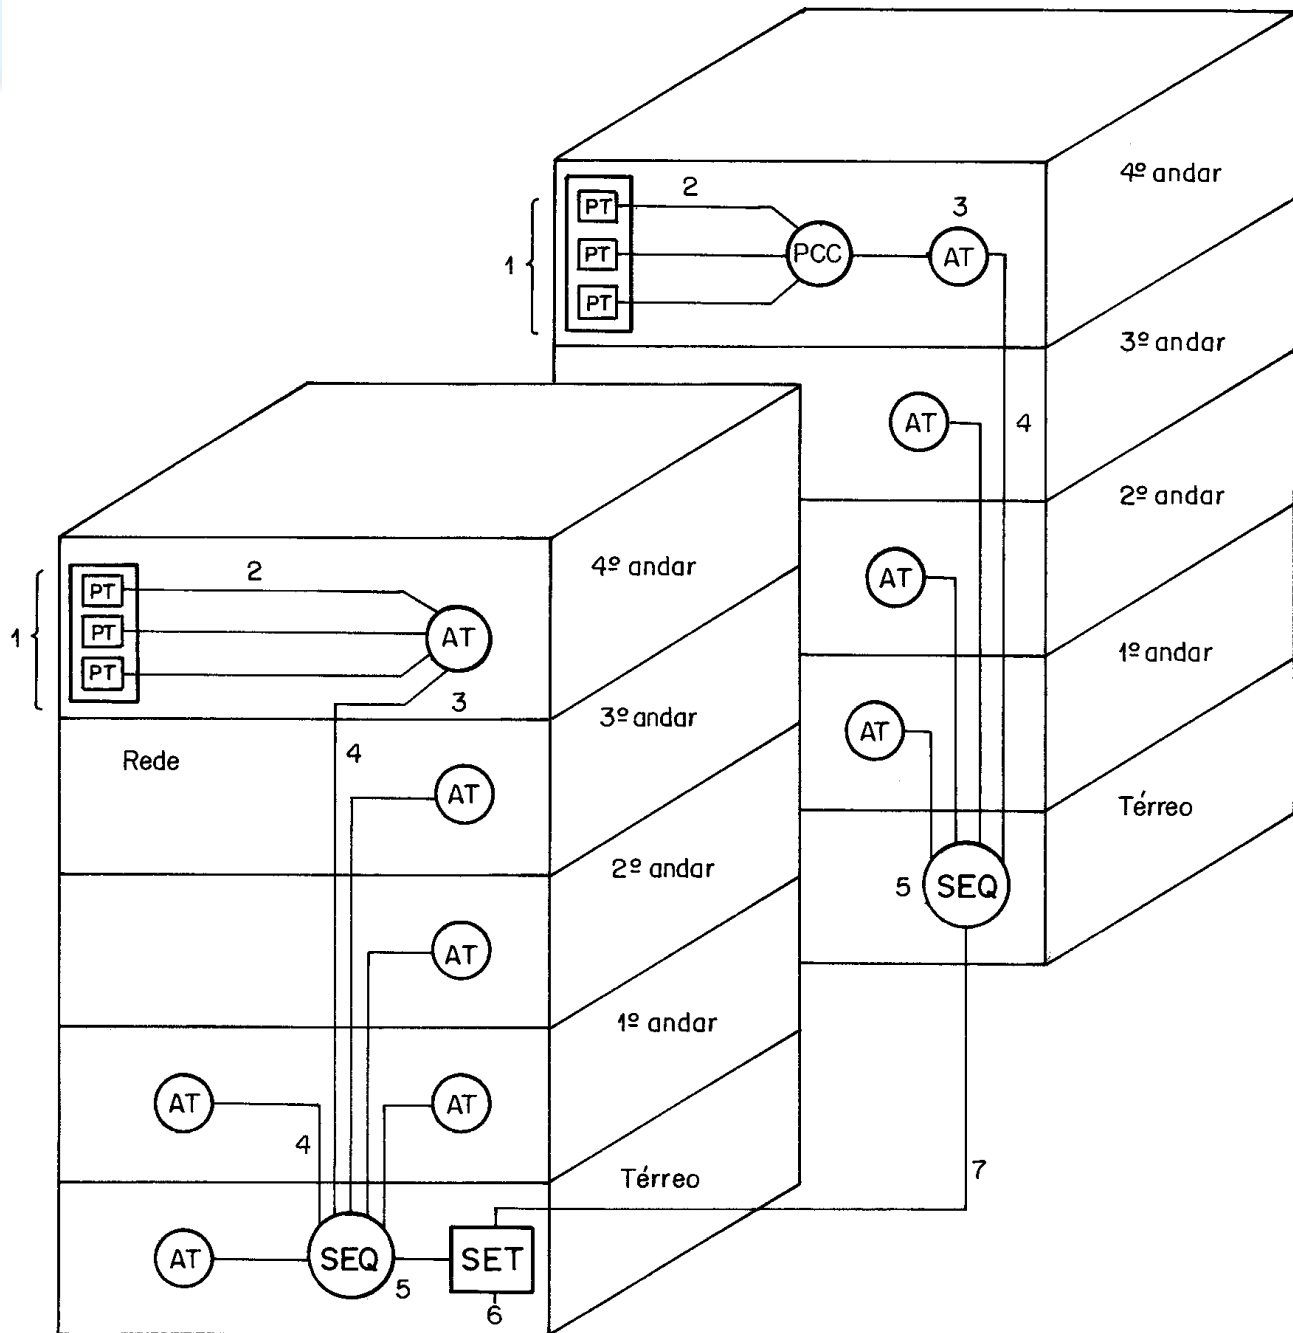 4º andar
2
3
PT
PCC
AT
1
PT
PT
3º andar
AT
4
2º andar
AT
1º andar
AT
Térreo
5
SEQ
4º andar
2
PT
1
PT
AT
PT
3
3º andar
Rede
4
AT
2º andar
AT
1º andar
AT
AT
4
Térreo
7
AT
SEQ
SET
5
6